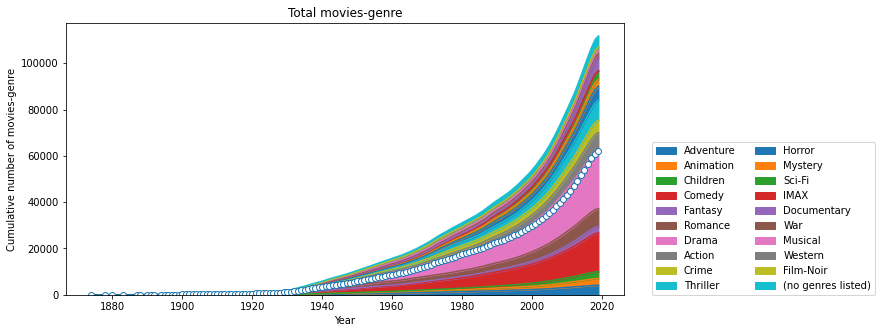 Total movies-genre
Cumulative number of movies-genre
100000
80000
60000
40000
20000
0
1880 1900 1920 1940 1960 1980 2000 2020
Year
Adventure Horror
Animation Mystery
Children Sci-Fi
Comedy IMAX
Fantasy Documentary
Romance War
Drama Musical
Action Western
Crime Film-Noir
Thriller (no genres listed)